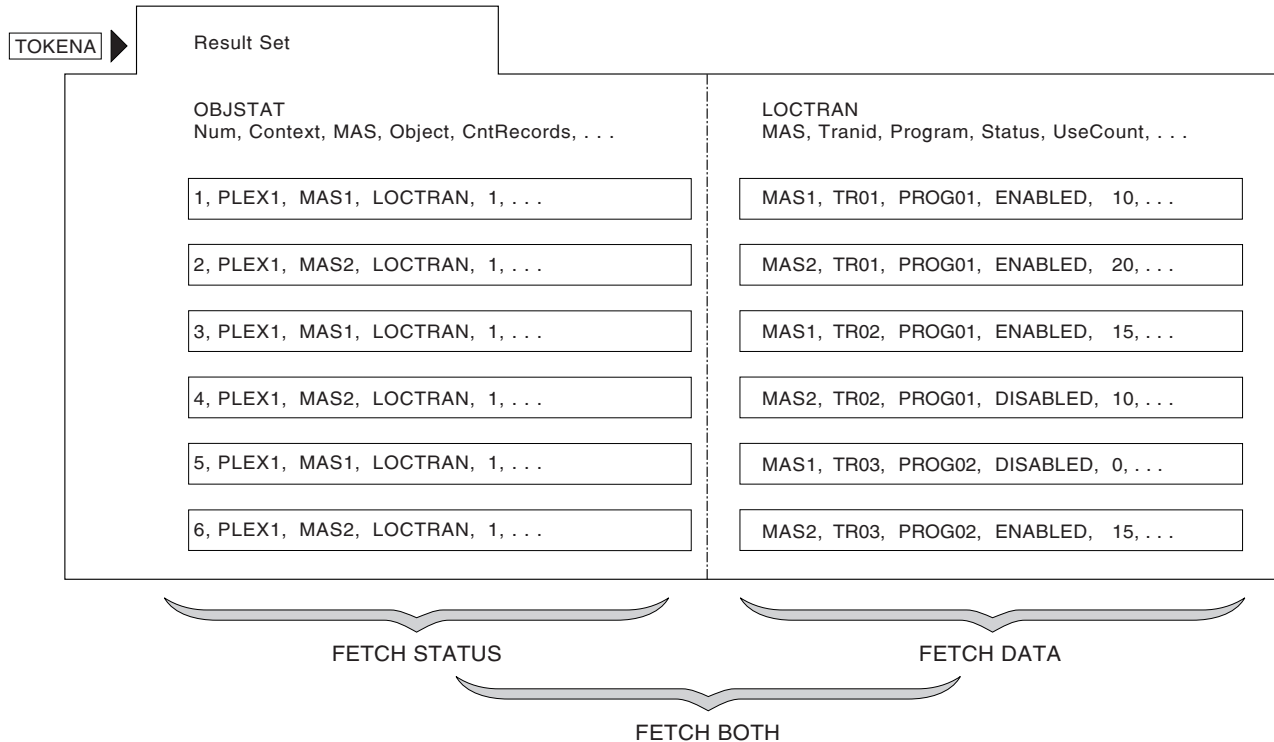 TOKENA
Result Set
OBJSTAT
Num, Context, MAS, Object, CntRecords, . . .
LOCTRAN
MAS, Tranid, Program, Status, UseCount, . . .
1, PLEX1, MAS1, LOCTRAN, 1, . . .
MAS1, TR01, PROG01, ENABLED, 10, . . .
2, PLEX1, MAS2, LOCTRAN, 1, . . .
MAS2, TR01, PROG01, ENABLED, 20, . . .
3, PLEX1, MAS1, LOCTRAN, 1, . . .
MAS1, TR02, PROG01, ENABLED, 15, . . .
4, PLEX1, MAS2, LOCTRAN, 1, . . .
MAS2, TR02, PROG01, DISABLED, 10, . . .
5, PLEX1, MAS1, LOCTRAN, 1, . . .
MAS1, TR03, PROG02, DISABLED, 0, . . .
6, PLEX1, MAS2, LOCTRAN, 1, . . .
MAS2, TR03, PROG02, ENABLED, 15, . . .
FETCH STATUS
FETCH DATA
FETCH BOTH